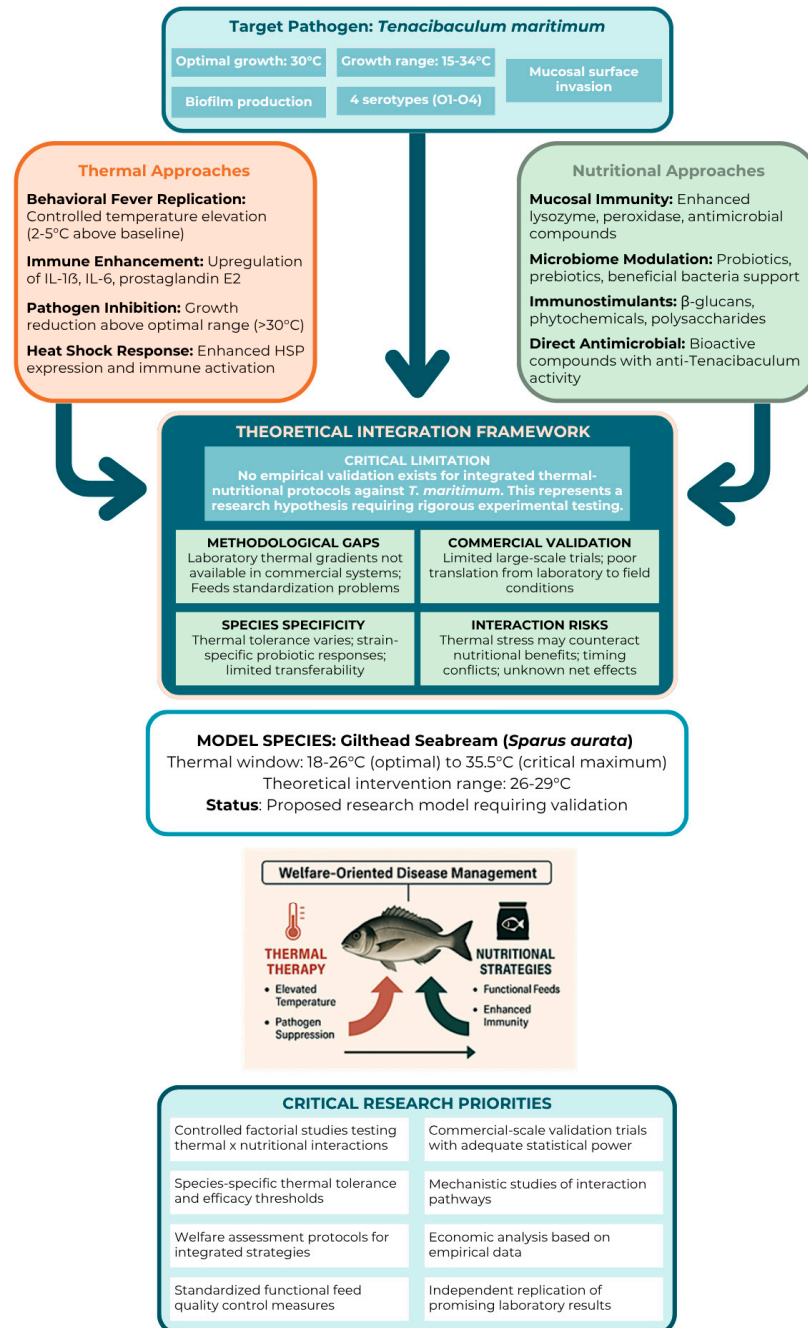 Target Pathogen: Tenacibaculum maritimum
Optimal growth: 30°C
Growth range: 15-34°C
Mucosal surface
invasion
Biofilm production
4 serotypes (O1-O4)
Thermal Approaches
Behavioral Fever Replication:
Controlled temperature elevation
(2-5°C above baseline)
Immune Enhancement: Upregulation
of IL-1ß, IL-6, prostaglandin E2
Pathogen Inhibition: Growth
reduction above optimal range (>30°C)
Heat Shock Response: Enhanced HSP
expression and immune activation
Nutritional Approaches
Mucosal Immunity: Enhanced
lysozyme, peroxidase, antimicrobial
compounds
Microbiome Modulation: Probiotics,
prebiotics, beneficial bacteria support
Immunostimulants: β-glucans,
phytochemicals, polysaccharides
Direct Antimicrobial: Bioactive
compounds with anti-Tenacibaculum
activity
THEORETICAL INTEGRATION FRAMEWORK
CRITICAL LIMITATION
No empirical validation exists for integrated thermal-
nutritional protocols against T. maritimum. This represents a
research hypothesis requiring rigorous experimental testing.
METHODOLOGICAL GAPS
Laboratory thermal gradients not
available in commercial systems;
Feeds standardization problems
COMMERCIAL VALIDATION
Limited large-scale trials; poor
translation from laboratory to field
conditions
SPECIES SPECIFICITY
Thermal tolerance varies; strain-
specific probiotic responses;
limited transferability
INTERACTION RISKS
Thermal stress may counteract
nutritional benefits; timing
conflicts; unknown net effects
MODEL SPECIES: Gilthead Seabream (Sparus aurata)
Thermal window: 18-26°C (optimal) to 35.5°C (critical maximum)
Theoretical intervention range: 26-29°C
Status: Proposed research model requiring validation
Welfare-Oriented Disease Management
THERMAL
THERAPY
• Elevated
Temperature
• Pathogen
Suppression
NUTRITIONAL
STRATEGIES
• Functional Feeds
• Enhanced
Immunity
CRITICAL RESEARCH PRIORITIES
Controlled factorial studies testing
thermal x nutritional interactions
Commercial-scale validation trials
with adequate statistical power
Species-specific thermal tolerance
and efficacy thresholds
Mechanistic studies of interaction
pathways
Welfare assessment protocols for
integrated strategies
Economic analysis based on
empirical data
Standardized functional feed
quality control measures
Independent replication of
promising laboratory results